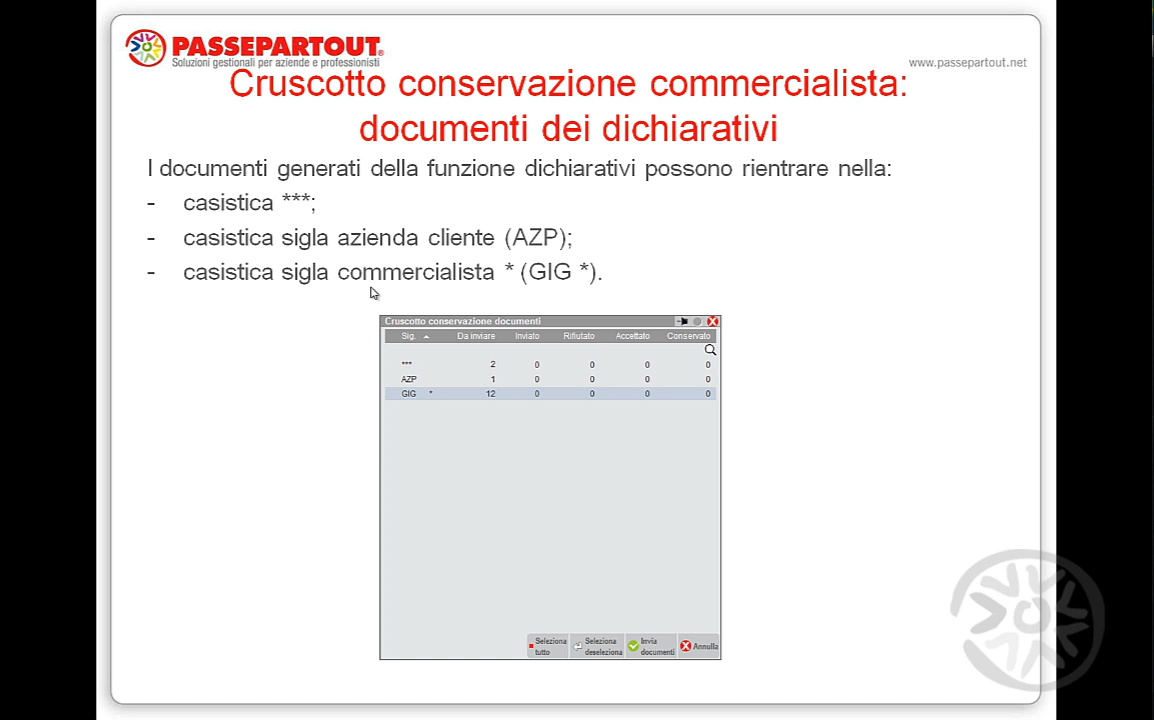 PASSEPARTOUT®
Soluzioni gestionali per aziende e professionisti
www.passepartout.net
Cruscotto conservazione commercialista:
documenti dei dichiarativi
I documenti generati della funzione dichiarativi possono rientrare nella:
- casistica ***;
- casistica sigla azienda cliente (AZP);
- casistica sigla commercialista * (GIG *).
Cruscotto conservazione documenti
Sig. Da inviare Inviato Rifiutato Accettato Conservato
*** 2 0 0 0 0
AZP 1 0 0 0 0
GIG * 12 0 0 0 0
Seleziona tutto
Seleziona deseleziona
Invia documenti
Annulla